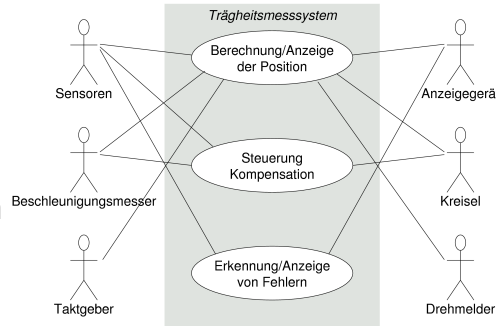 Trägheitsmesssystem
Berechnung/Anzeige
der Position
Sensoren
Anzeigegerä
Steuerung
Kompensation
Beschleunigungsmesser
Kreisel
Erkennung/Anzeige
von Fehlern
Taktgeber
Drehmelder